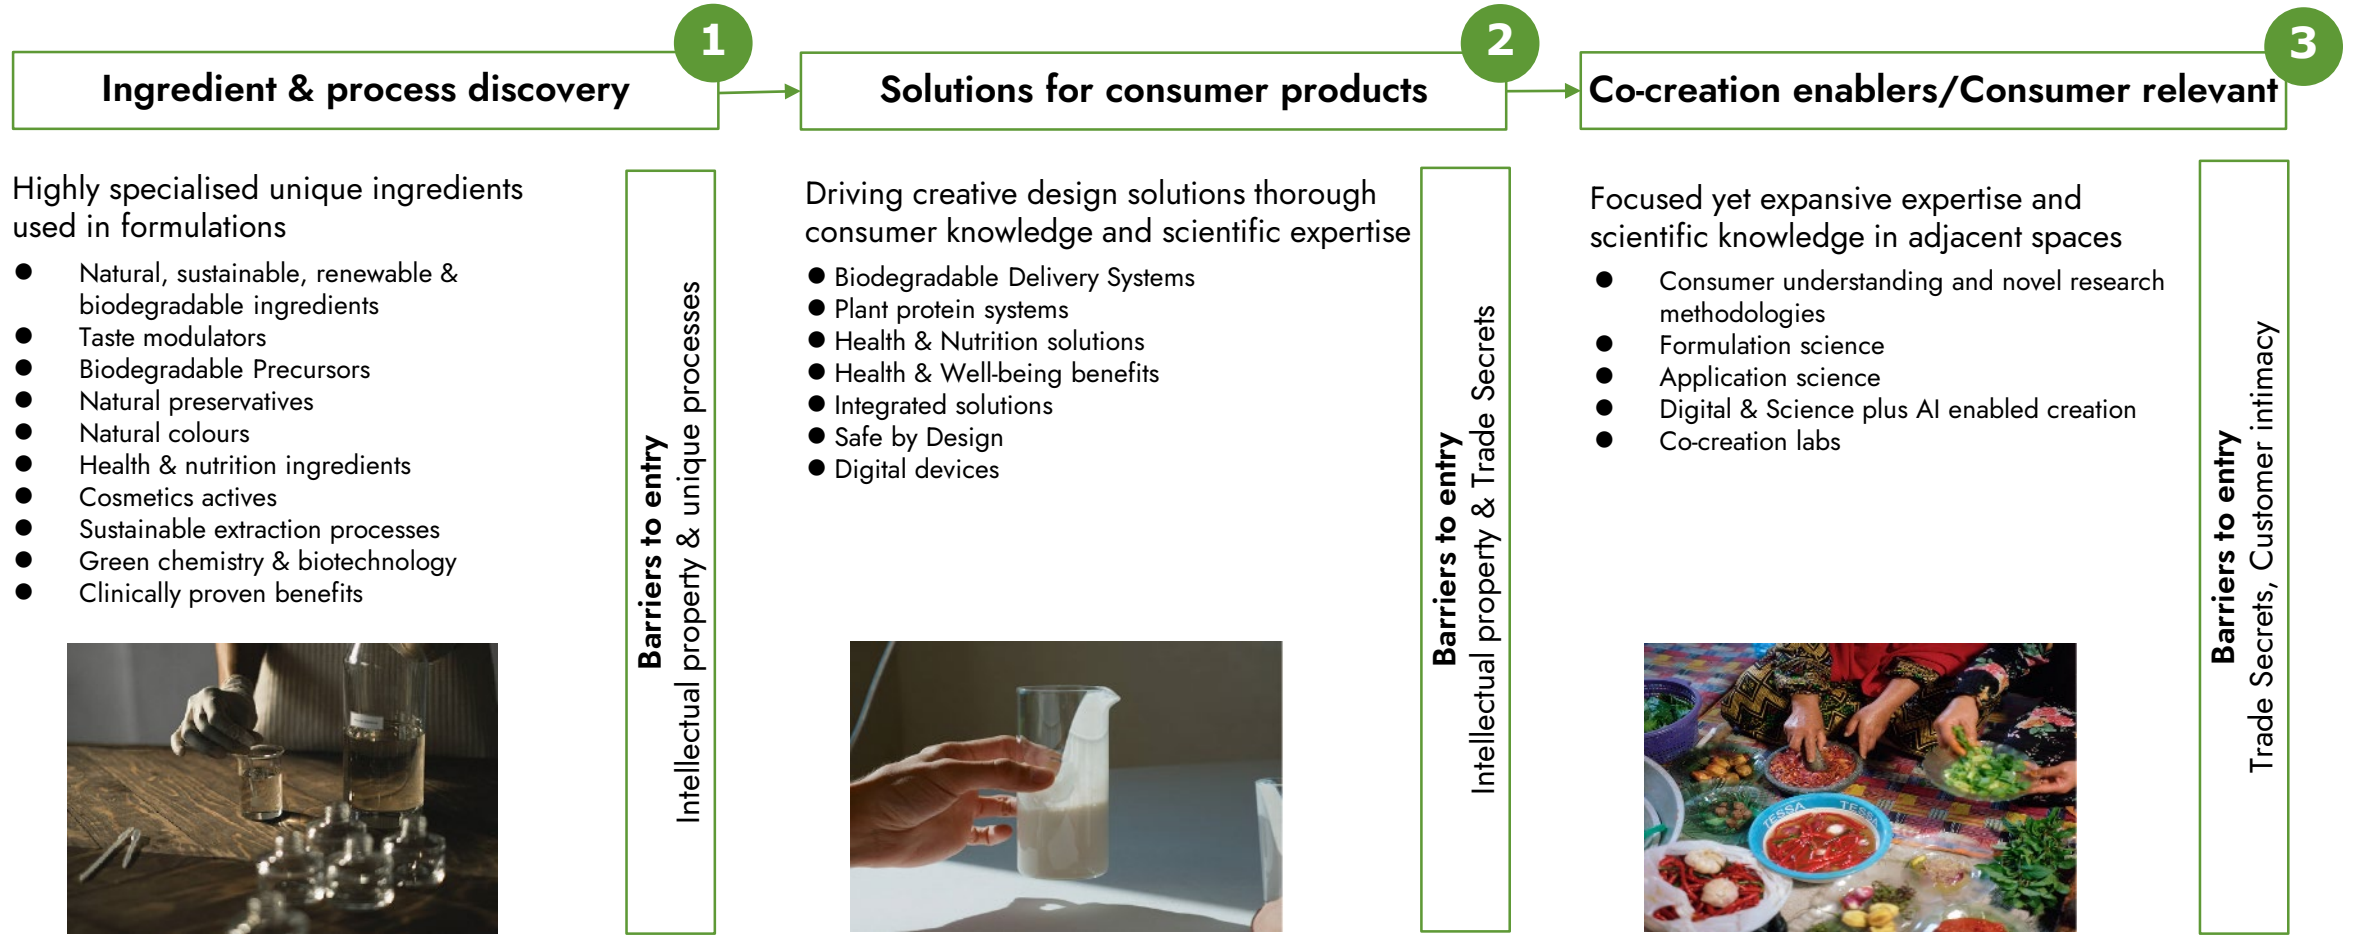 1
Ingredient & process discovery
Highly specialised unique ingredients
used in formulations
● Natural, sustainable, renewable &
biodegradable ingredients
● Taste modulators
● Biodegradable Precursors
● Natural preservatives
● Natural colours
● Health & nutrition ingredients
● Cosmetics actives
● Sustainable extraction processes
● Green chemistry & biotechnology
● Clinically proven benefits
Barriers to entry
Intellectual property & unique processes
2
Solutions for consumer products
Driving creative design solutions thorough
consumer knowledge and scientific expertise
● Biodegradable Delivery Systems
● Plant protein systems
● Health & Nutrition solutions
● Health & Well-being benefits
● Integrated solutions
● Safe by Design
● Digital devices
Barriers to entry
Intellectual property & Trade Secrets
3
Co-creation enablers/Consumer relevant
Focused yet expansive expertise and
scientific knowledge in adjacent spaces
● Consumer understanding and novel research
methodologies
● Formulation science
● Application science
● Digital & Science plus AI enabled creation
● Co-creation labs
Barriers to entry
Trade Secrets, Customer intimacy
TESSA TESSA